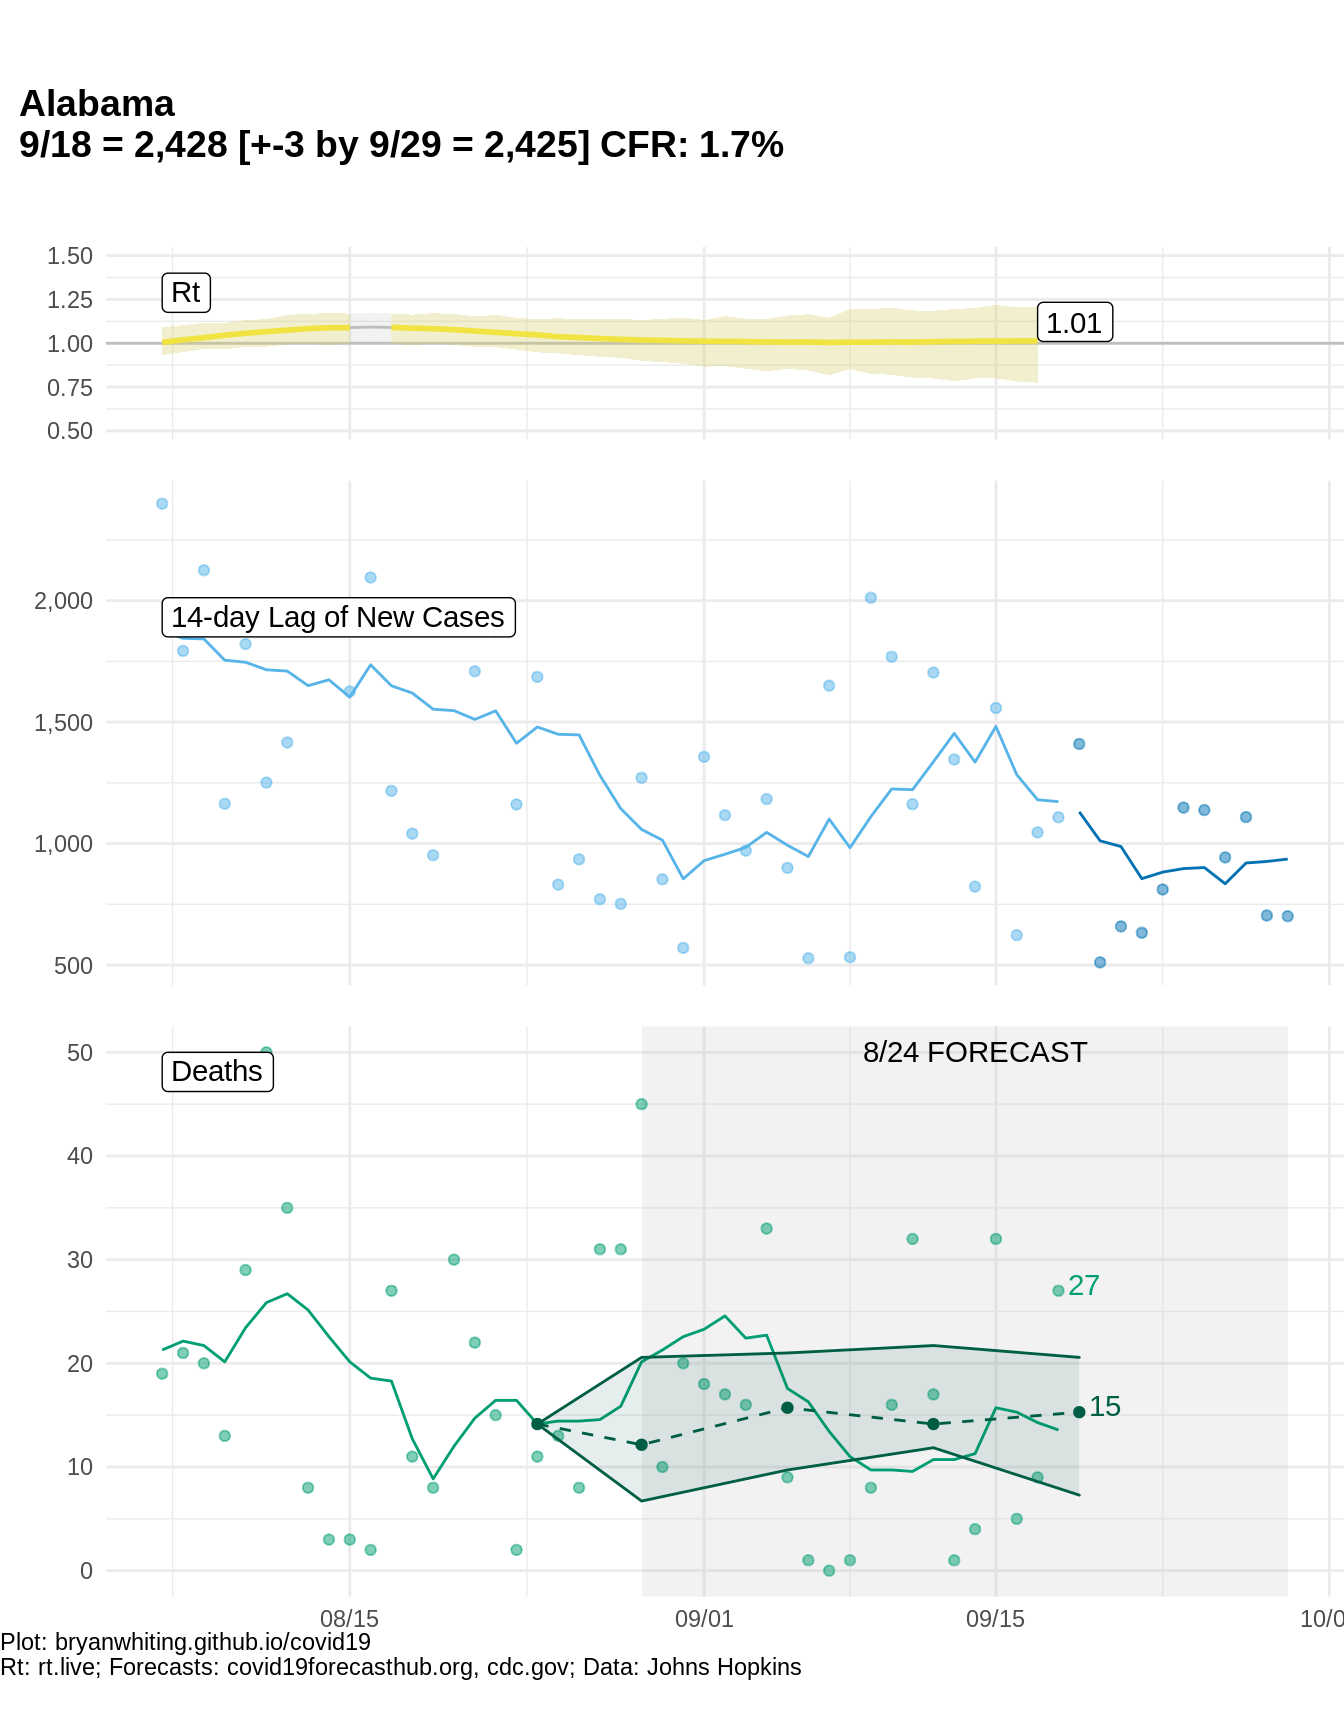 Alabama
9/18 = 2,428 [+-3 by 9/29 = 2,425] CFR: 1.7%
1.50
1.25
1.00
0.75
0.50
Rt
1.01
2,000
1,500
1,000
500
14-day Lag of New Cases
50
40
30
20
10
0
Deaths
8/24 FORECAST
27
15
08/15
09/01
09/15
10/0
Plot: bryanwhiting.github.io/covid19
Rt: rt.live; Forecasts: covid19forecasthub.org, cdc.gov; Data: Johns Hopkins